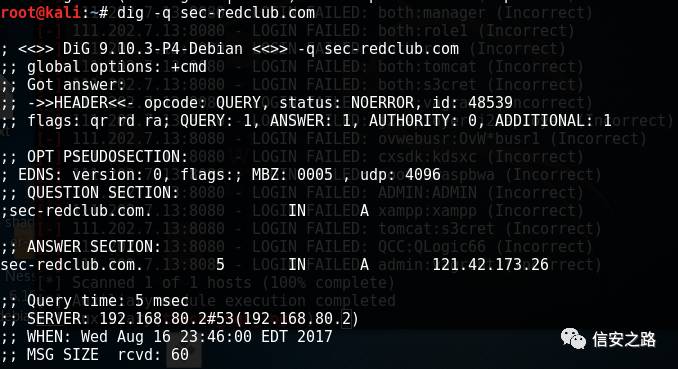 root@kali:~# dig -q sec-redclub.com
; <<>> DiG 9.10.3-P4-Debian <<>> -q sec-redclub.com
;; global options: +cmd
;; Got answer:
;; ->>HEADER<<- opcode: QUERY, status: NOERROR, id: 48539
;; flags: qr rd ra; QUERY: 1, ANSWER: 1, AUTHORITY: 0, ADDITIONAL: 1
;; OPT PSEUDOSECTION:
; EDNS: version: 0, flags:; MBZ: 0005 , udp: 4096
;; QUESTION SECTION:
;sec-redclub.com. IN A
;; ANSWER SECTION:
sec-redclub.com. 5 IN A 121.42.173.26
;; Query time: 5 msec
;; SERVER: 192.168.80.2#53(192.168.80.2)
;; WHEN: Wed Aug 16 23:46:00 EDT 2017
;; MSG SIZE rcvd: 60
信安之路